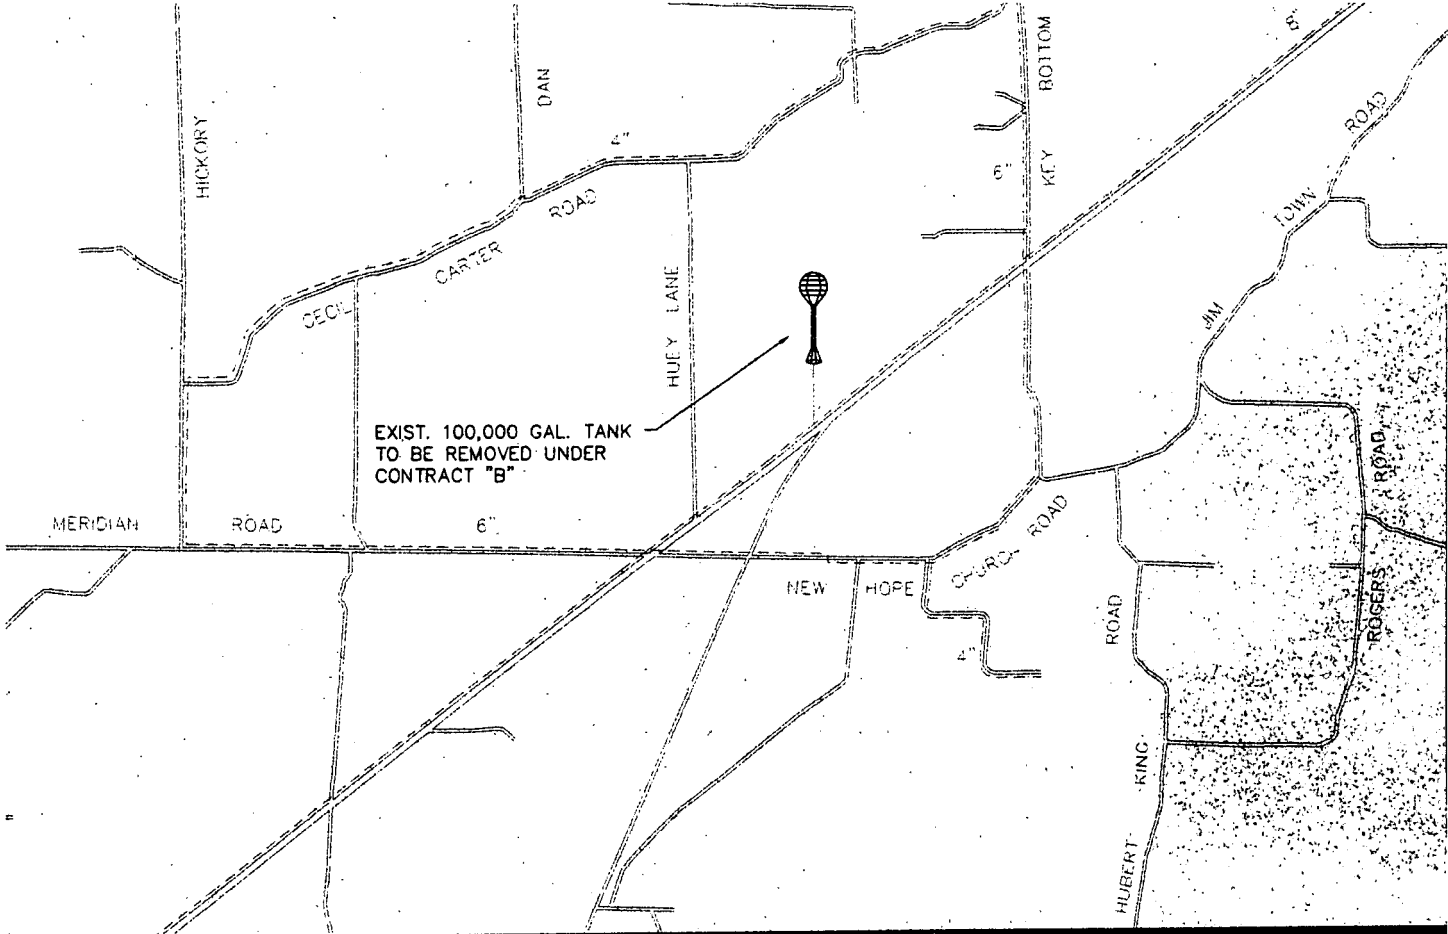 8"
BOTTOM
KEY
6"
DAN
HICKORY
4"
ROAD
CARTER
CECIL
HUEY LANE
ROAD
TOWN
JIM
EXIST. 100,000 GAL. TANK
TO BE REMOVED UNDER
CONTRACT "B"
MERIDIAN ROAD 6"
NEW HOPE
CHURCH ROAD
4"
ROAD
KING
HUBERT
ROAD
ROGERS